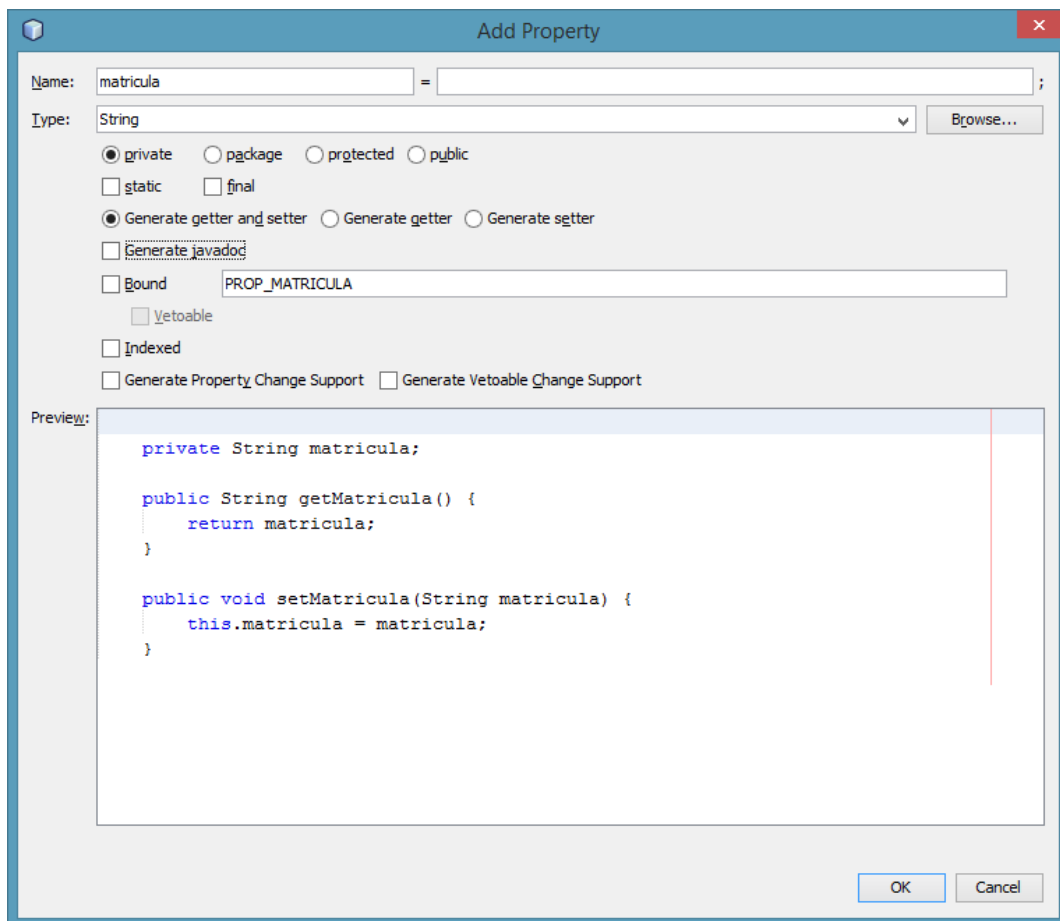 Add Property
Name: matricula = ;
Type: String Browse...
private package protected public
static final
Generate getter and setter Generate getter Generate setter
Generate javadoc
Bound PROP_MATRICULA
Vetoable
Indexed
Generate Property Change Support Generate Vetoable Change Support
Preview:
private String matricula;
public String getMatricula() {
return matricula;
}
public void setMatricula(String matricula) {
this.matricula = matricula;
}
OK Cancel